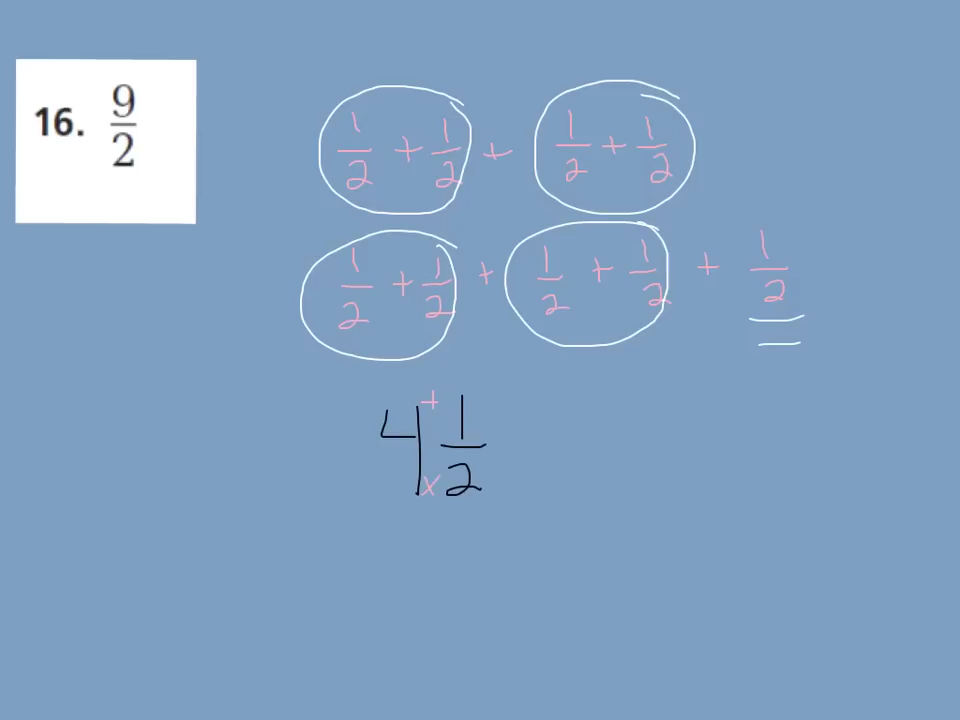 16. 9/2
1/2 + 1/2 + 1/2 + 1/2
1/2 + 1/2 + 1/2 + 1/2 + 1/2
4 + x 1/2